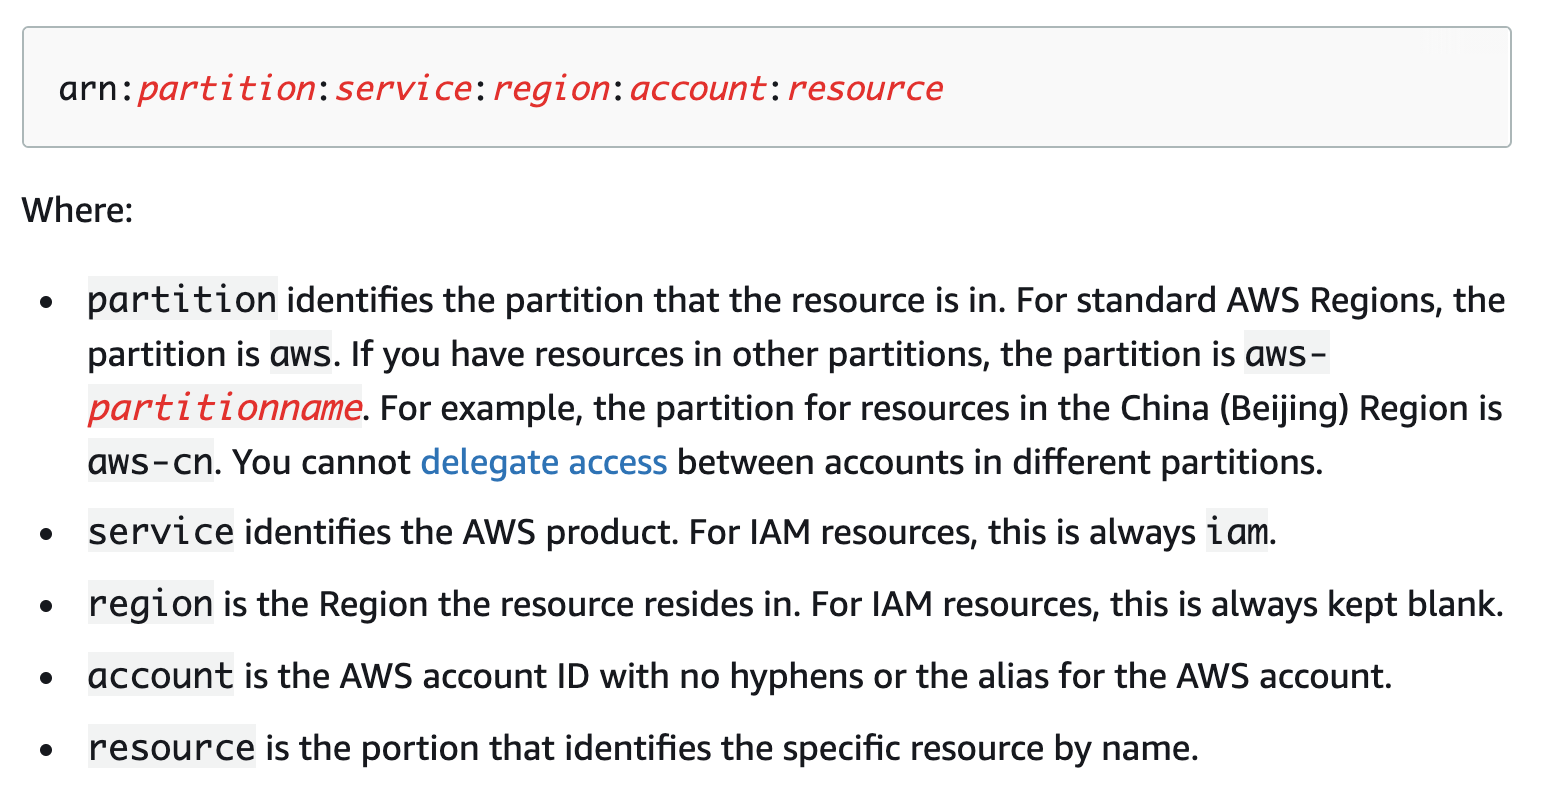 arn:partition:service:region:account:resource
Where:
• partition identifies the partition that the resource is in. For standard AWS Regions, the
partition is aws. If you have resources in other partitions, the partition is aws-
partitionname. For example, the partition for resources in the China (Beijing) Region is
aws-cn. You cannot delegate access between accounts in different partitions.
• service identifies the AWS product. For IAM resources, this is always iam.
• region is the Region the resource resides in. For IAM resources, this is always kept blank.
• account is the AWS account ID with no hyphens or the alias for the AWS account.
• resource is the portion that identifies the specific resource by name.